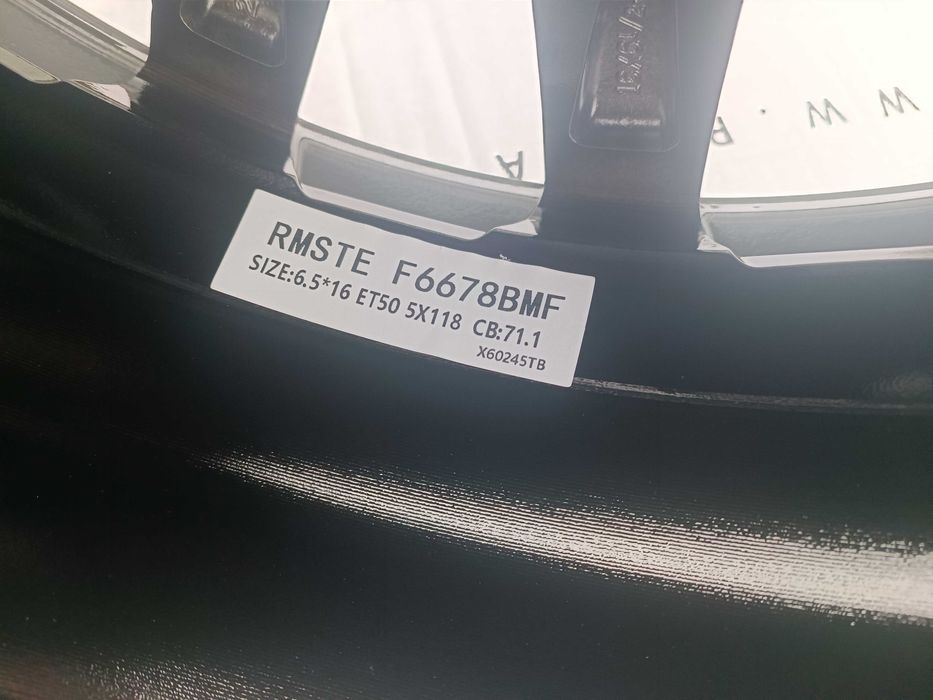 RMSTE F6678BMF
SIZE:6.5*16 ET50 5X118 CB:71.1
X60245TB
W W . R
A